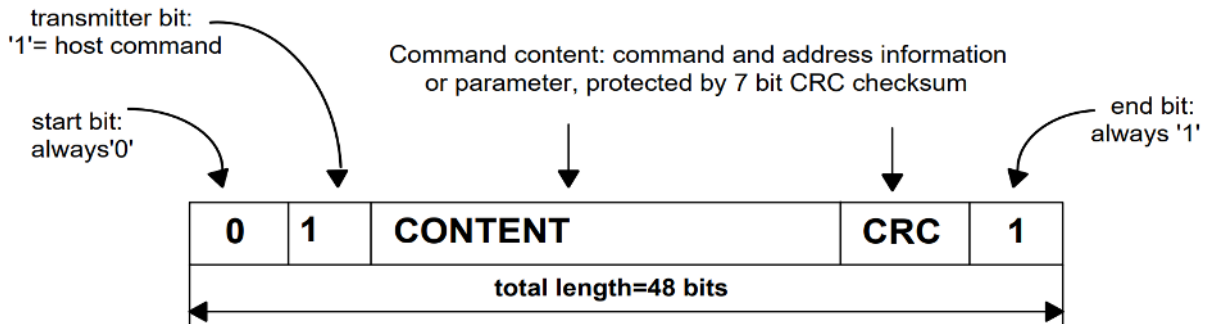 transmitter bit:
'1'= host command
Command content: command and address information
or parameter, protected by 7 bit CRC checksum
start bit:
always'0'
end bit:
always '1'
0 1 CONTENT CRC 1
total length=48 bits